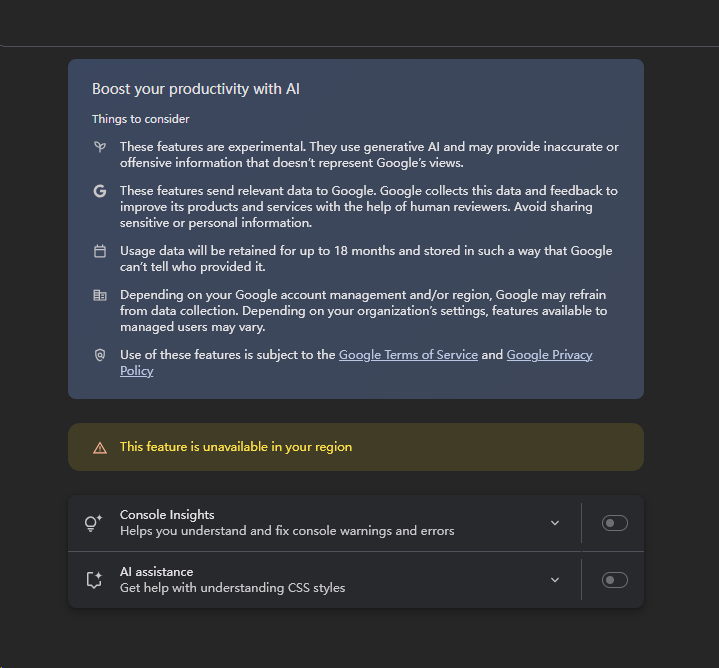 Boost your productivity with AI
Things to consider
These features are experimental. They use generative AI and may provide inaccurate or
offensive information that doesn’t represent Google’s views.
These features send relevant data to Google. Google collects this data and feedback to
improve its products and services with the help of human reviewers. Avoid sharing
sensitive or personal information.
Usage data will be retained for up to 18 months and stored in such a way that Google
can’t tell who provided it.
Depending on your Google account management and/or region, Google may refrain
from data collection. Depending on your organization’s settings, features available to
managed users may vary.
Use of these features is subject to the Google Terms of Service and Google Privacy
Policy
This feature is unavailable in your region
Console Insights
Helps you understand and fix console warnings and errors
AI assistance
Get help with understanding CSS styles